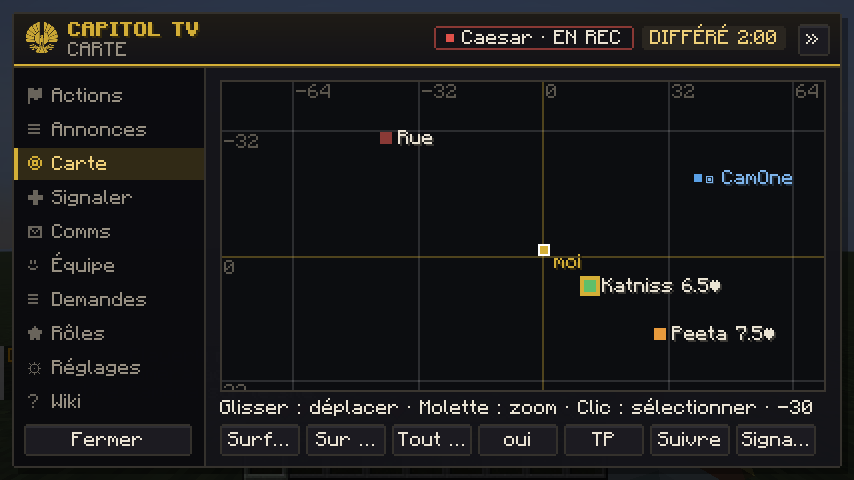 CAPITOL TV
CARTE
Caesar · EN REC
DIFFÉRÉ 2:00
»
Actions
Annonces
Carte
Signaler
Comms
Équipe
Demandes
Rôles
Réglages
? Wiki
Fermer
-64
-32
0
32
64
-32
Rue
CamOne
moi
0
Katniss 6.5♥
Peeta 7.5♥
32
Glisser : déplacer · Molette : zoom · Clic : sélectionner · -30
Surf...
Sur ...
Tout ...
oui
TP
Suivre
Signa...